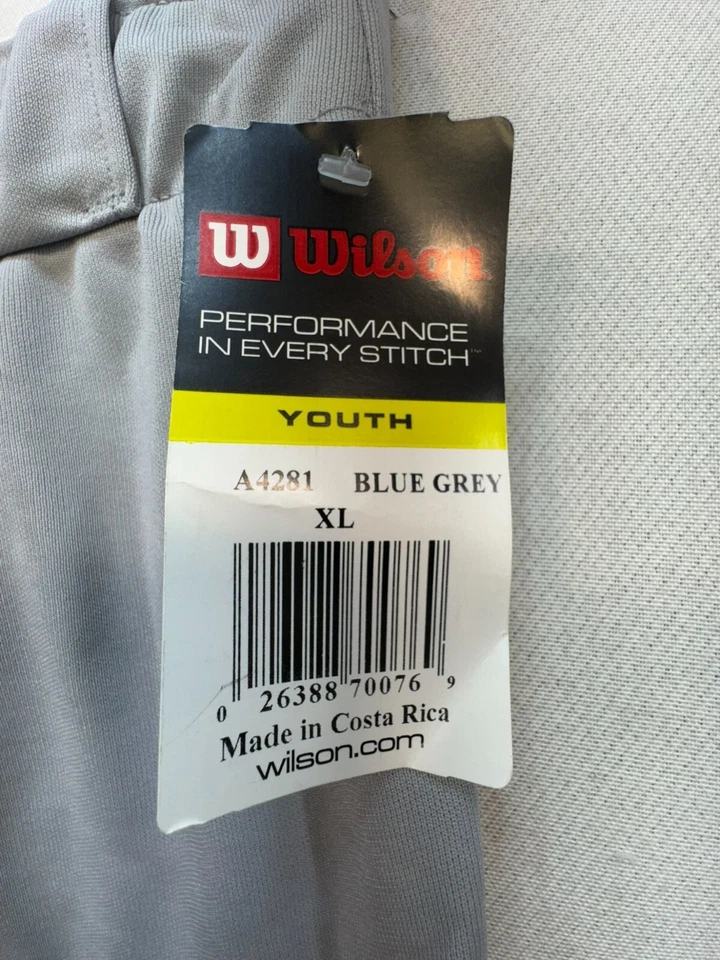 W Wilson
PERFORMANCE
IN EVERY STITCH™
YOUTH
A4281 BLUE GREY
XL
0 26388 70076 9
Made in Costa Rica
wilson.com